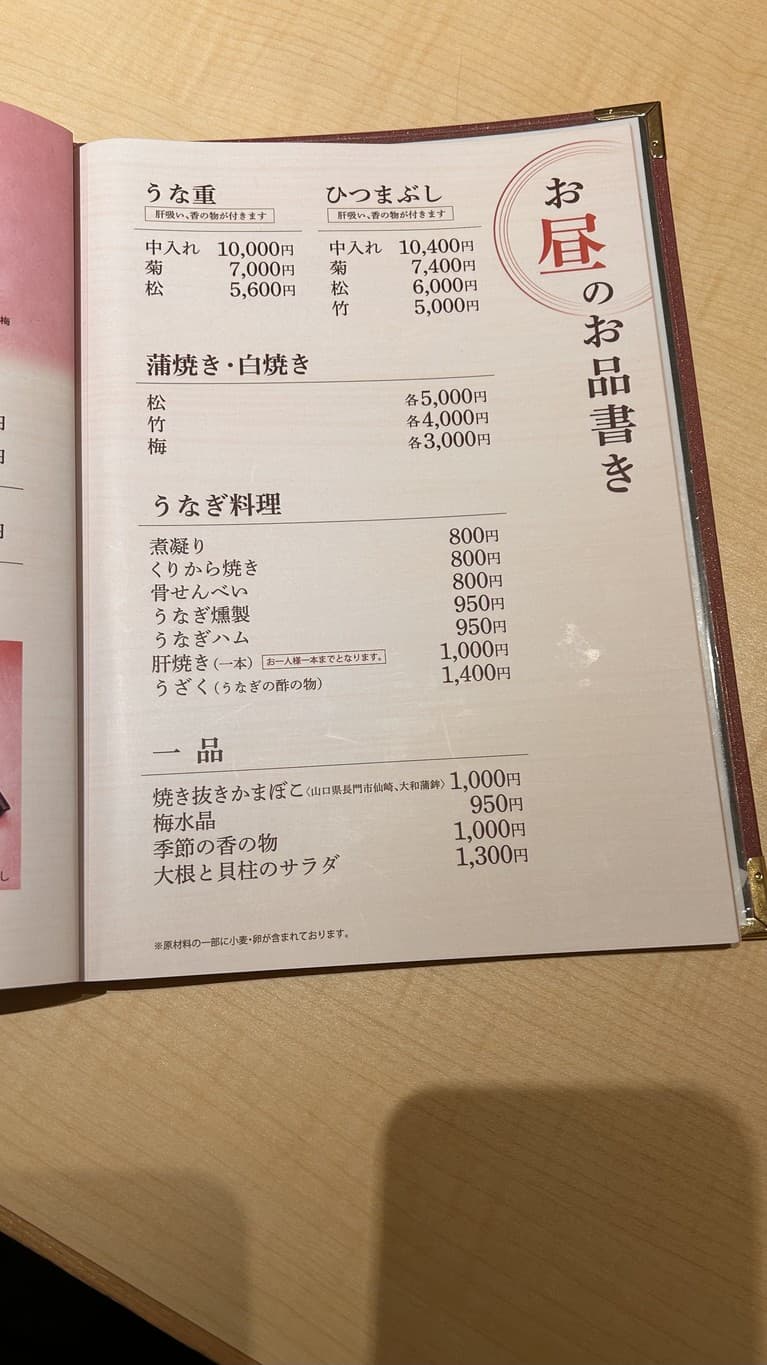 お昼のお品書き
うな重
肝吸い、香の物が付きます
中入れ 10,000円
菊 7,000円
松 5,600円
ひつまぶし
肝吸い、香の物が付きます
中入れ 10,400円
菊 7,400円
松 6,000円
竹 5,000円
蒲焼き・白焼き
松 各5,000円
竹 各4,000円
梅 各3,000円
うなぎ料理
煮凝り 800円
くりから焼き 800円
骨せんべい 800円
うなぎ燻製 950円
うなぎハム 950円
肝焼き(一本) お一人様一本までとなります。 1,000円
うざく(うなぎの酢の物) 1,400円
一品
焼き抜きかまぼこ〈山口県長門市仙崎、大和蒲鉾〉 1,000円
梅水晶 950円
季節の香の物 1,000円
大根と貝柱のサラダ 1,300円
※原材料の一部に小麦・卵が含まれております。
梅
円
円
円
し